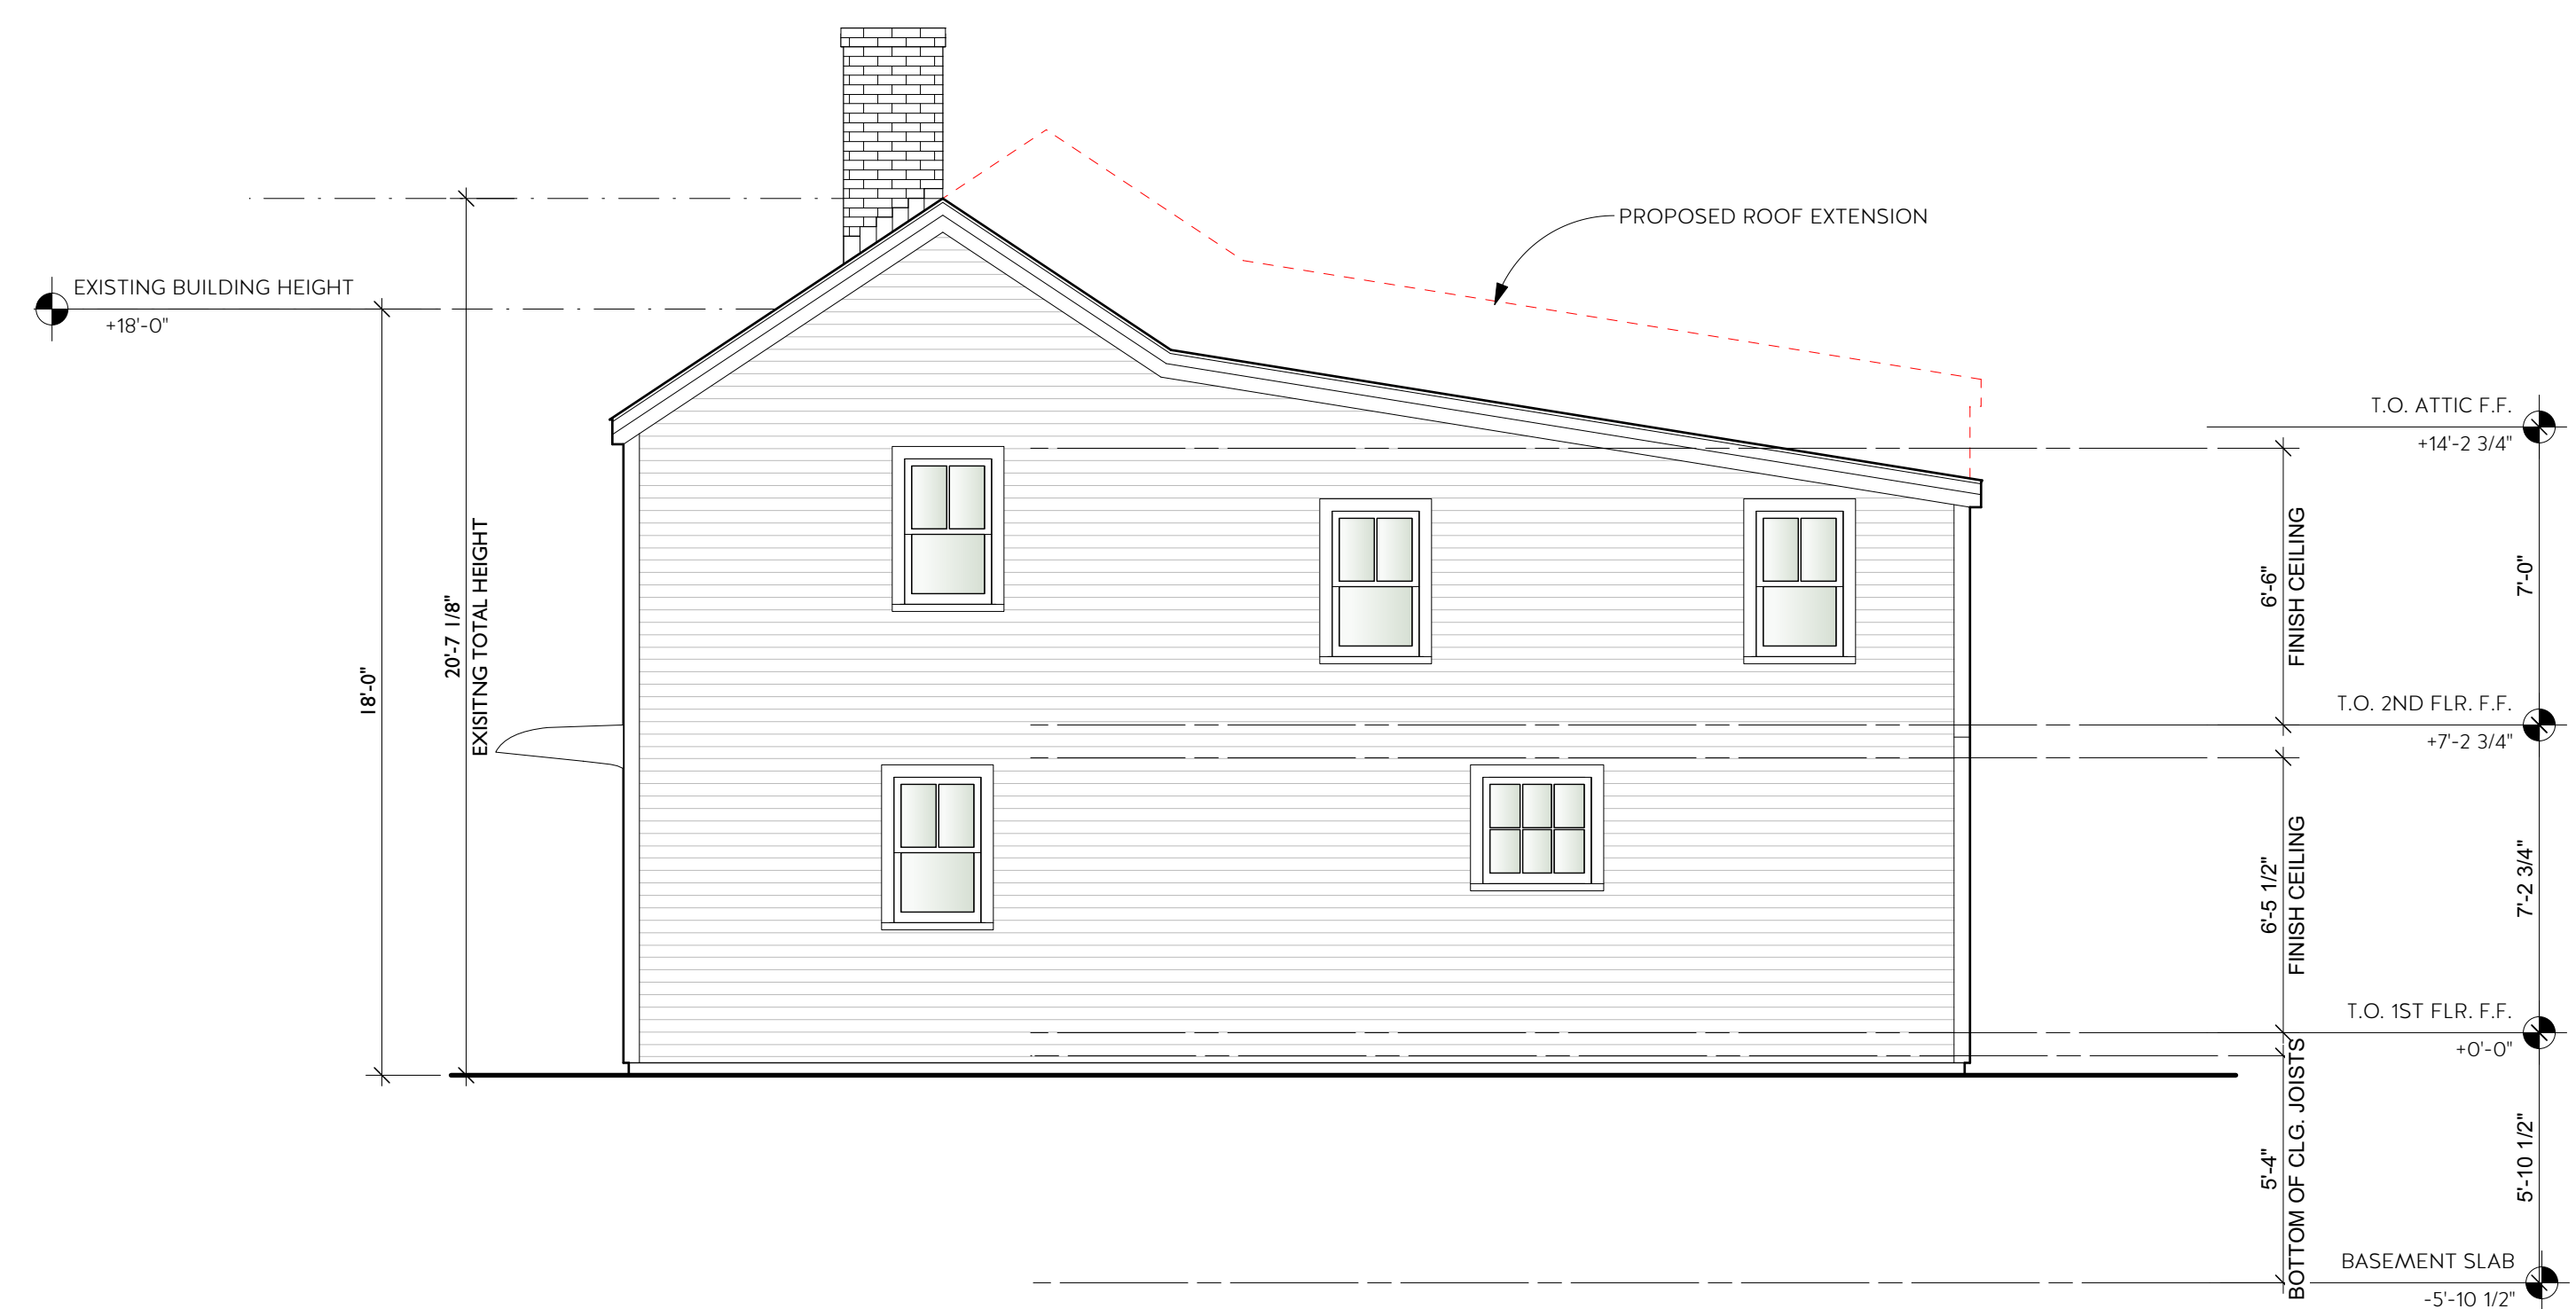 PROPOSED ROOF EXTENSION
EXISTING BUILDING HEIGHT
+18'-0"
18'-0"
20'-7 1/8"
EXISITNG TOTAL HEIGHT
T.O. ATTIC F.F.
+14'-2 3/4"
6'-6"
FINISH CEILING
7'-0"
T.O. 2ND FLR. F.F.
+7'-2 3/4"
6'-5 1/2"
FINISH CEILING
7'-2 3/4"
T.O. 1ST FLR. F.F.
+0'-0"
5'-4"
BOTTOM OF CLG. JOISTS
5'-10 1/2"
BASEMENT SLAB
-5'-10 1/2"